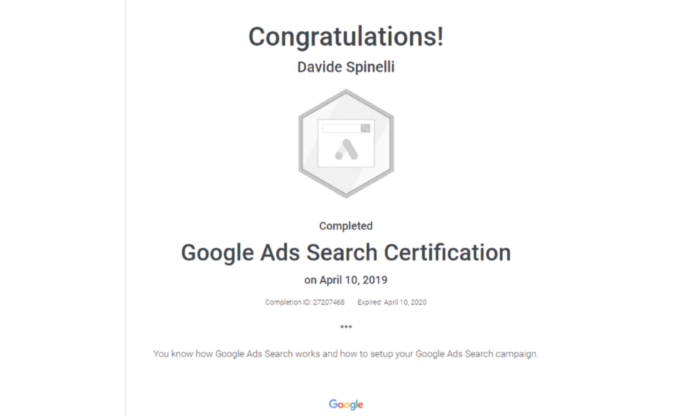 Congratulations!
Davide Spinelli
Completed
Google Ads Search Certification
on April 10, 2019
Completion ID: 27207468 Expired: April 10, 2020
•••
You know how Google Ads Search works and how to setup your Google Ads Search campaign.
Google